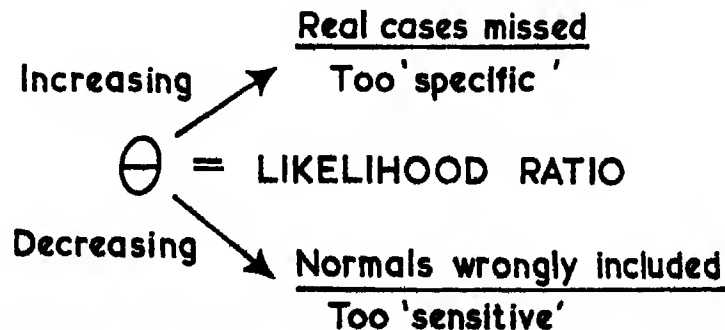 Real cases missed
Increasing
Too 'specific'
θ = LIKELIHOOD RATIO
Decreasing
Normals wrongly included
Too 'sensitive'